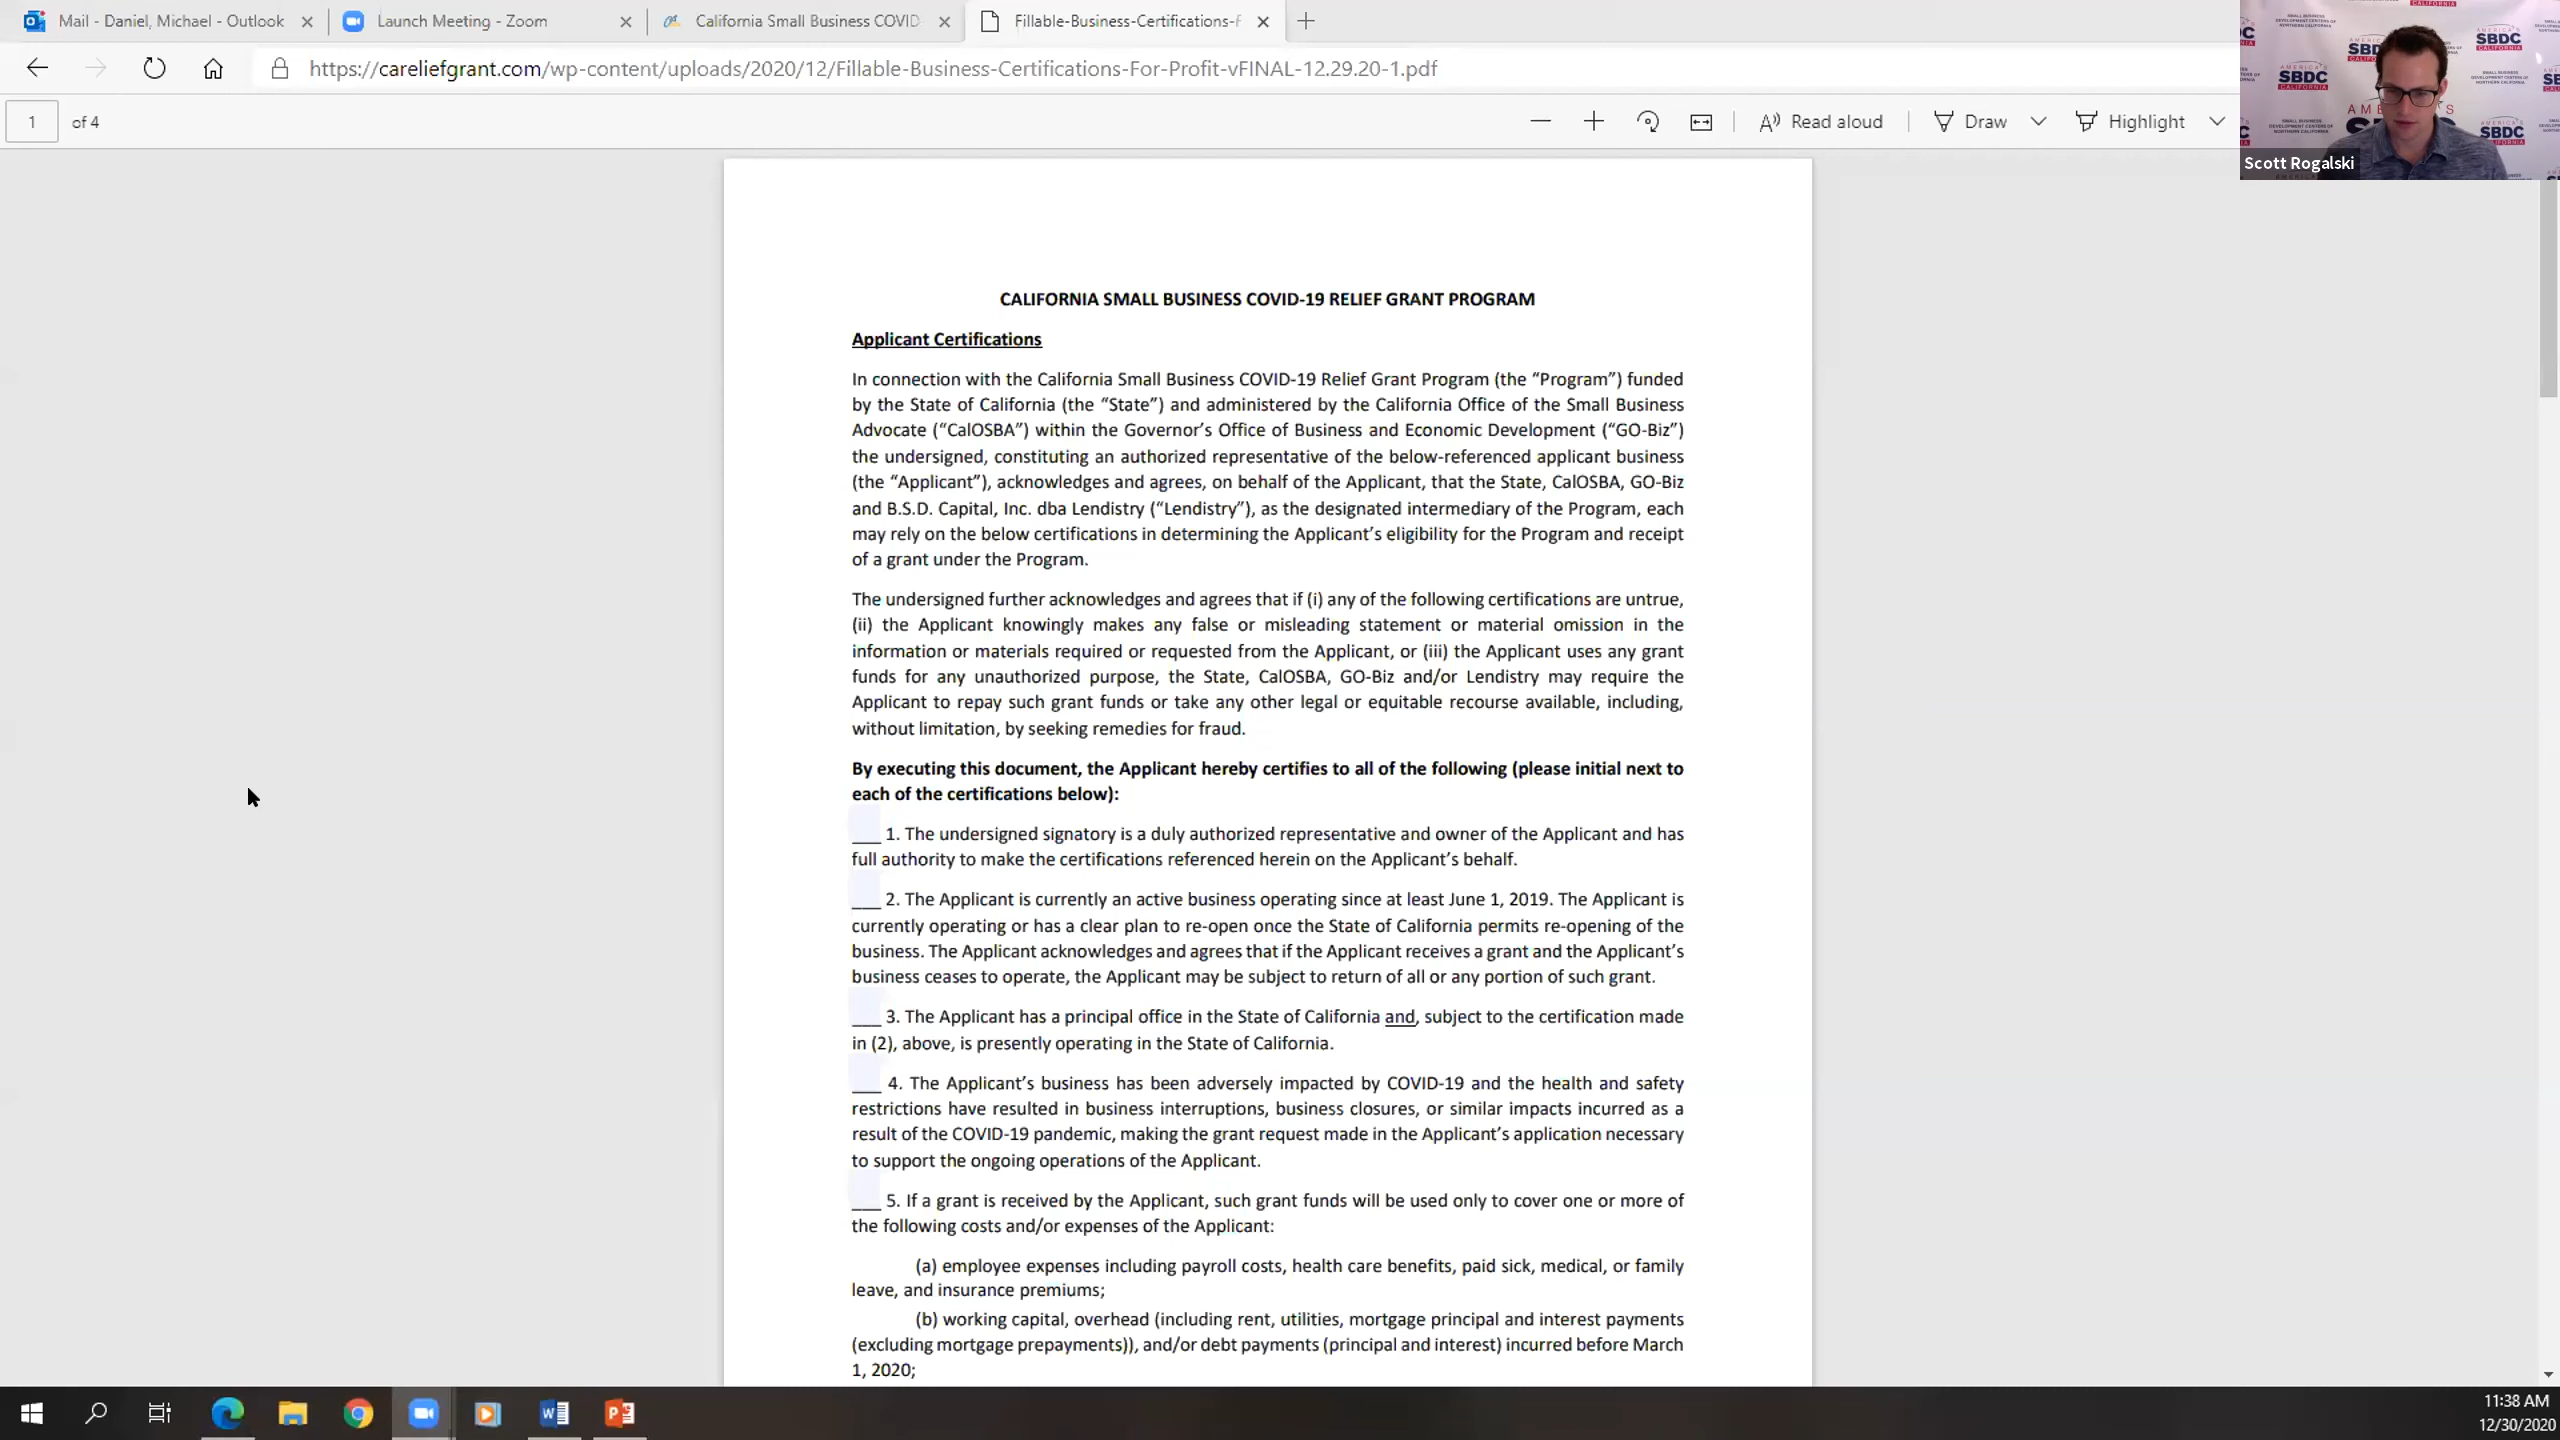 Mail - Daniel, Michael - Outlook
Launch Meeting - Zoom
California Small Business COVID
Fillable-Business-Certifications-F
https://careliefgrant.com/wp-content/uploads/2020/12/Fillable-Business-Certifications-For-Profit-vFINAL-12.29.20-1.pdf
1 of 4
Read aloud
Draw
Highlight
SBDC
CALIFORNIA
SBDC
SBDC
Scott Rogalski
CALIFORNIA SMALL BUSINESS COVID-19 RELIEF GRANT PROGRAM
Applicant Certifications
In connection with the California Small Business COVID-19 Relief Grant Program (the “Program”) funded
by the State of California (the “State”) and administered by the California Office of the Small Business
Advocate (“CalOSBA”) within the Governor’s Office of Business and Economic Development (“GO-Biz”)
the undersigned, constituting an authorized representative of the below-referenced applicant business
(the “Applicant”), acknowledges and agrees, on behalf of the Applicant, that the State, CalOSBA, GO-Biz
and B.S.D. Capital, Inc. dba Lendistry (“Lendistry”), as the designated intermediary of the Program, each
may rely on the below certifications in determining the Applicant’s eligibility for the Program and receipt
of a grant under the Program.
The undersigned further acknowledges and agrees that if (i) any of the following certifications are untrue,
(ii) the Applicant knowingly makes any false or misleading statement or material omission in the
information or materials required or requested from the Applicant, or (iii) the Applicant uses any grant
funds for any unauthorized purpose, the State, CalOSBA, GO-Biz and/or Lendistry may require the
Applicant to repay such grant funds or take any other legal or equitable recourse available, including,
without limitation, by seeking remedies for fraud.
By executing this document, the Applicant hereby certifies to all of the following (please initial next to
each of the certifications below):
___ 1. The undersigned signatory is a duly authorized representative and owner of the Applicant and has
full authority to make the certifications referenced herein on the Applicant’s behalf.
___ 2. The Applicant is currently an active business operating since at least June 1, 2019. The Applicant is
currently operating or has a clear plan to re-open once the State of California permits re-opening of the
business. The Applicant acknowledges and agrees that if the Applicant receives a grant and the Applicant’s
business ceases to operate, the Applicant may be subject to return of all or any portion of such grant.
___ 3. The Applicant has a principal office in the State of California and, subject to the certification made
in (2), above, is presently operating in the State of California.
___ 4. The Applicant’s business has been adversely impacted by COVID-19 and the health and safety
restrictions have resulted in business interruptions, business closures, or similar impacts incurred as a
result of the COVID-19 pandemic, making the grant request made in the Applicant’s application necessary
to support the ongoing operations of the Applicant.
___ 5. If a grant is received by the Applicant, such grant funds will be used only to cover one or more of
the following costs and/or expenses of the Applicant:
(a) employee expenses including payroll costs, health care benefits, paid sick, medical, or family
leave, and insurance premiums;
(b) working capital, overhead (including rent, utilities, mortgage principal and interest payments
(excluding mortgage prepayments)), and/or debt payments (principal and interest) incurred before March
1, 2020;
11:38 AM
12/30/2020